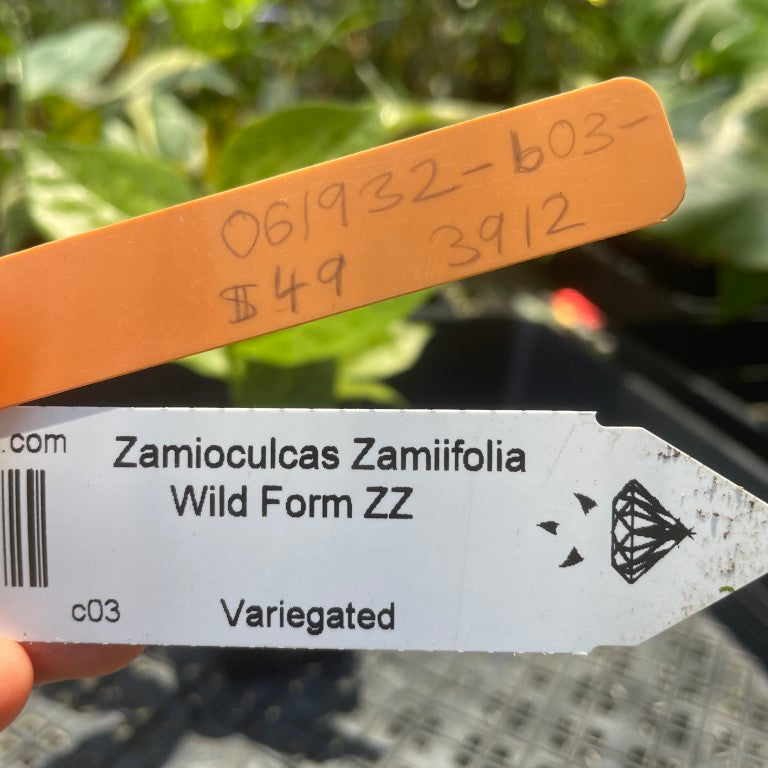 061932-b03-
$49 3912
.com
Zamioculcas Zamiifolia
Wild Form ZZ
c03 Variegated